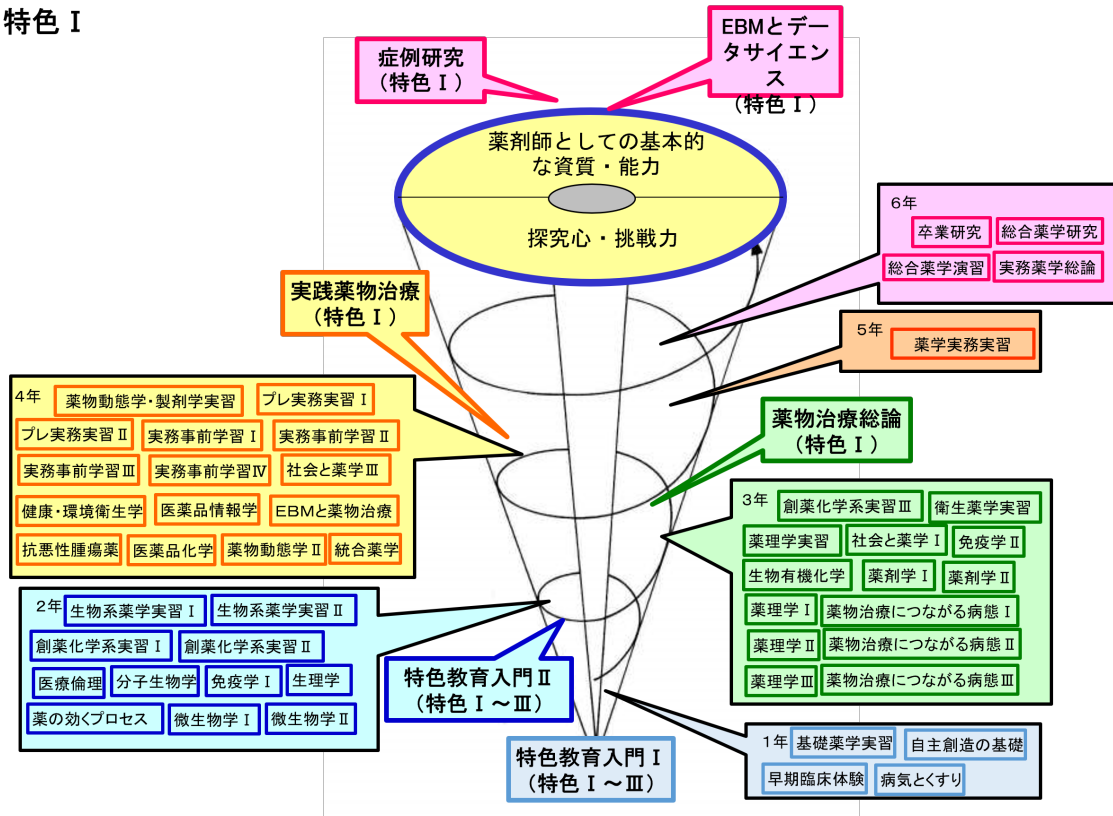 特色Ⅰ
症例研究
(特色Ⅰ)
EBMとデー
タサイエン
ス
(特色Ⅰ)
薬剤師としての基本的
な資質・能力
探究心・挑戦力
6年
卒業研究 総合薬学研究
総合薬学演習 実務薬学総論
実践薬物治療
(特色Ⅰ)
5年 薬学実務実習
4年 薬物動態学・製剤学実習 プレ実務実習Ⅰ
プレ実務実習Ⅱ 実務事前学習Ⅰ 実務事前学習Ⅱ
実務事前学習Ⅲ 実務事前学習Ⅳ 社会と薬学Ⅲ
健康・環境衛生学 医薬品情報学 EBMと薬物治療
抗悪性腫瘍薬 医薬品化学 薬物動態学Ⅱ 統合薬学
薬物治療総論
(特色Ⅰ)
3年 創薬化学系実習Ⅲ 衛生薬学実習
薬理学実習 社会と薬学Ⅰ 免疫学Ⅱ
生物有機化学 薬剤学Ⅰ 薬剤学Ⅱ
薬理学Ⅰ 薬物治療につながる病態Ⅰ
薬理学Ⅱ 薬物治療につながる病態Ⅱ
薬理学Ⅲ 薬物治療につながる病態Ⅲ
2年 生物系薬学実習Ⅰ 生物系薬学実習Ⅱ
創薬化学系実習Ⅰ 創薬化学系実習Ⅱ
医療倫理 分子生物学 免疫学Ⅰ 生理学
薬の効くプロセス 微生物学Ⅰ 微生物学Ⅱ
特色教育入門Ⅱ
(特色Ⅰ～Ⅲ)
特色教育入門Ⅰ
(特色Ⅰ～Ⅲ)
1年 基礎薬学実習 自主創造の基礎
早期臨床体験 病気とくすり